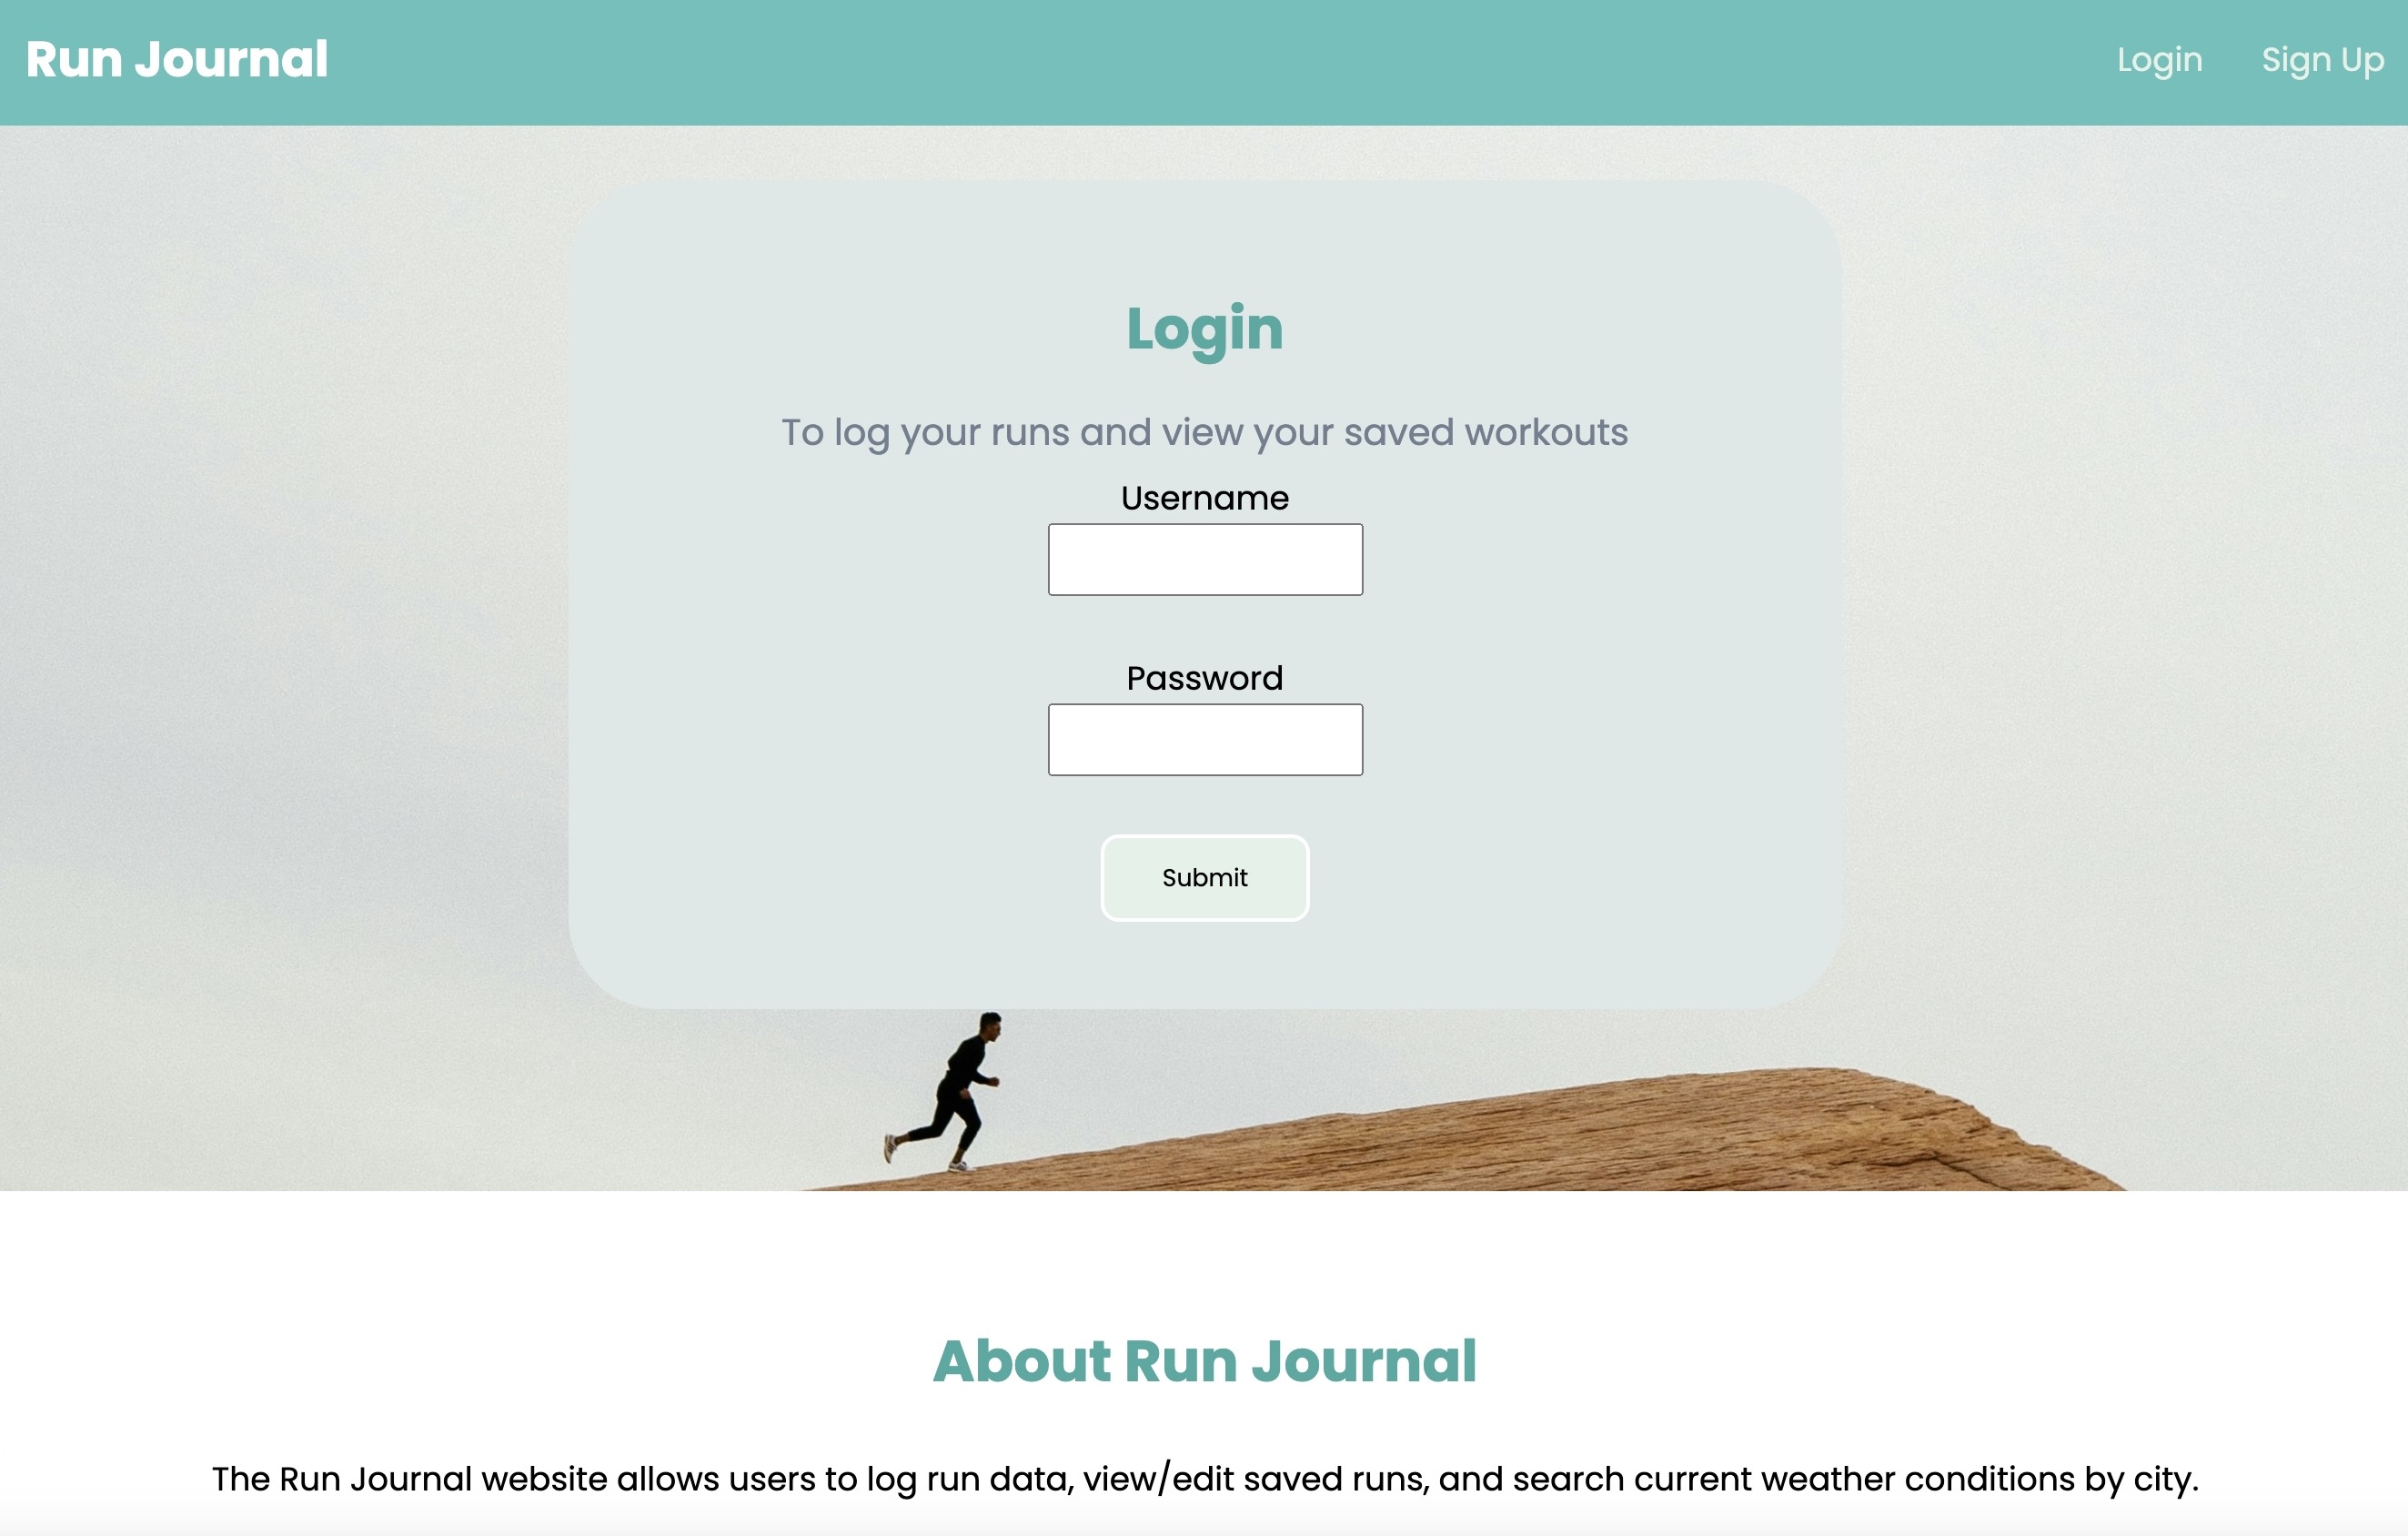 Run Journal
Login
Sign Up
Login
To log your runs and view your saved workouts
Username
Password
Submit
About Run Journal
The Run Journal website allows users to log run data, view/edit saved runs, and search current weather conditions by city.